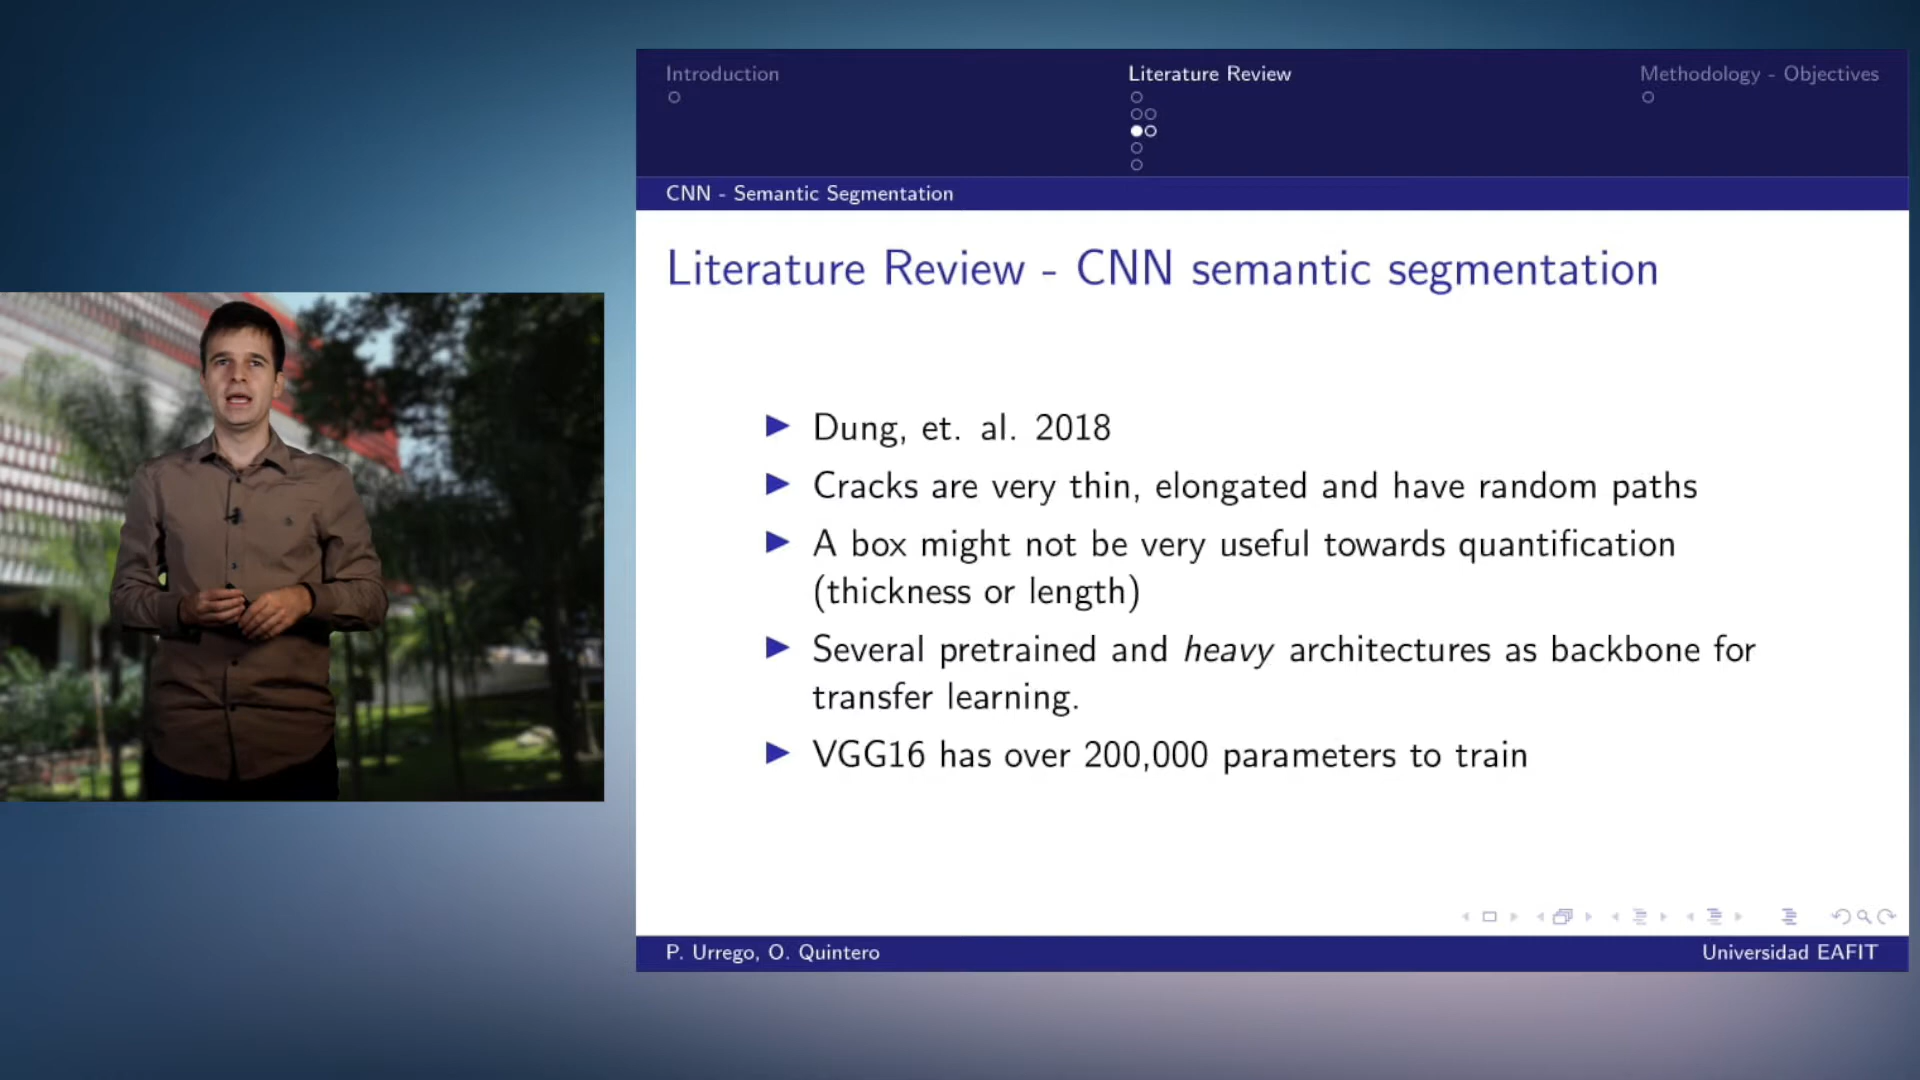 Introduction
Literature Review
Methodology - Objectives
CNN - Semantic Segmentation
Literature Review - CNN semantic segmentation
Dung, et. al. 2018
Cracks are very thin, elongated and have random paths
A box might not be very useful towards quantification
(thickness or length)
Several pretrained and heavy architectures as backbone for
transfer learning.
VGG16 has over 200,000 parameters to train
P. Urrego, O. Quintero
Universidad EAFIT